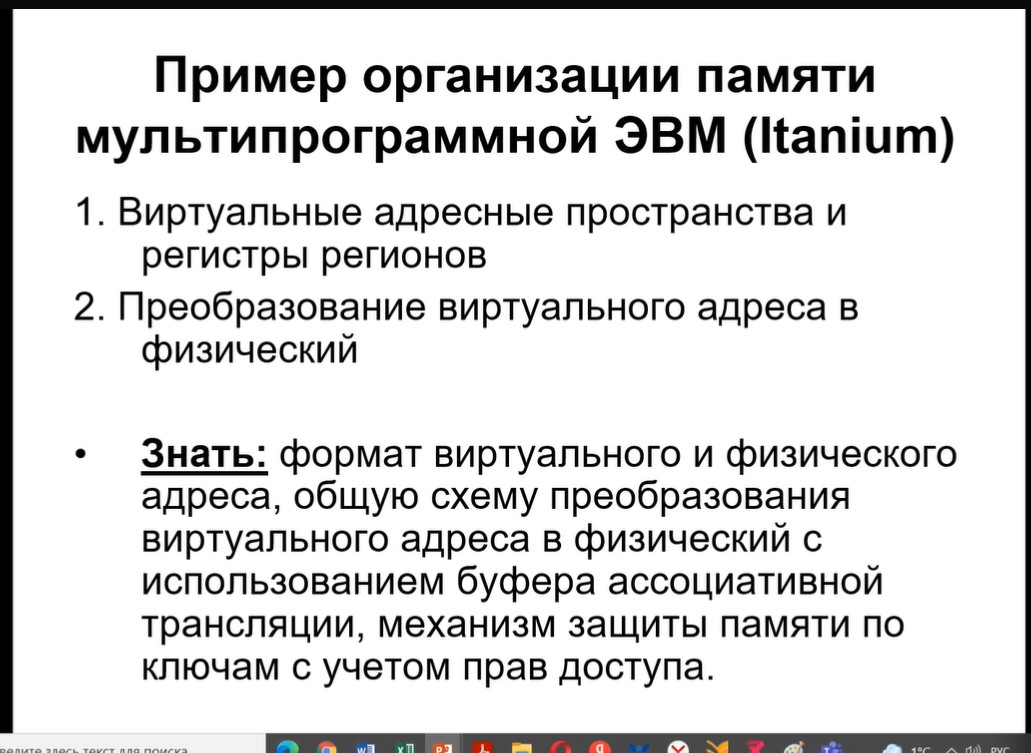 Пример организации памяти
мультипрограммной ЭВМ (Itanium)
1. Виртуальные адресные пространства и
регистры регионов
2. Преобразование виртуального адреса в
физический
• Знать: формат виртуального и физического
адреса, общую схему преобразования
виртуального адреса в физический с
использованием буфера ассоциативной
трансляции, механизм защиты памяти по
ключам с учетом прав доступа.
здесь текст для поиска
1°C РУС